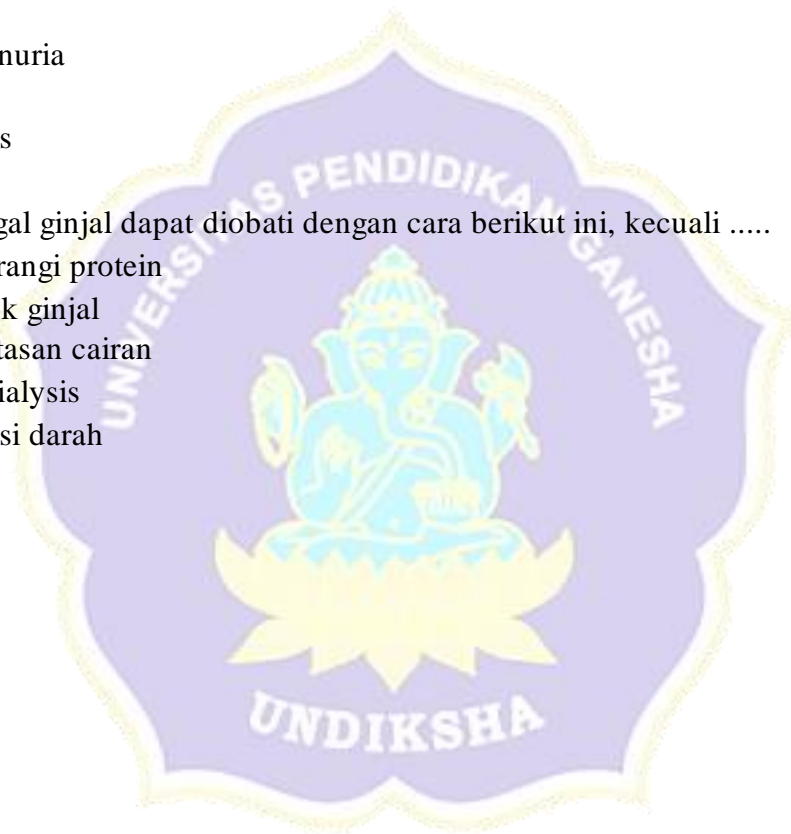 nuria
s
gal ginjal dapat diobati dengan cara berikut ini, kecuali .....
rangi protein
k ginjal
tasan cairan
ialysis
si darah
UNIVERSITAS PENDIDIKAN GANESHA
UNDIKSHA